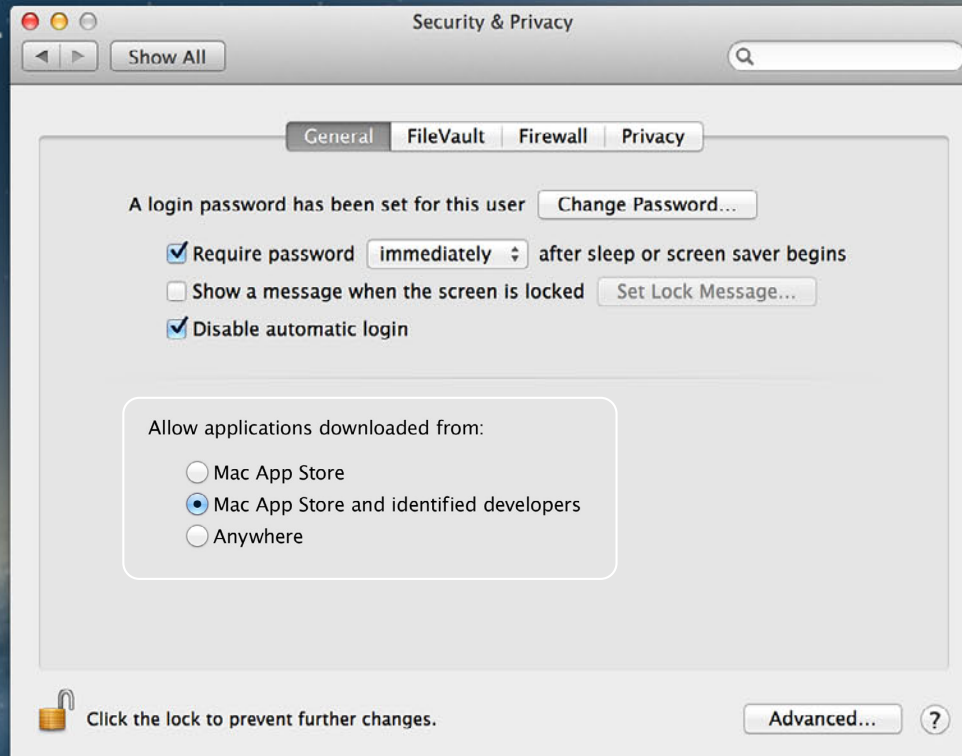 Security & Privacy
Show All
General FileVault Firewall Privacy
A login password has been set for this user Change Password...
Require password immediately after sleep or screen saver begins
Show a message when the screen is locked Set Lock Message...
Disable automatic login
Allow applications downloaded from:
Mac App Store
Mac App Store and identified developers
Anywhere
Click the lock to prevent further changes. Advanced... ?